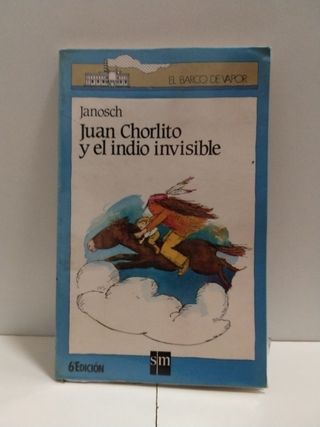 EL BARCO DE VAPOR
Janosch
Juan Chorlito
y el indio invisible
6ª EDICIÓN
sm